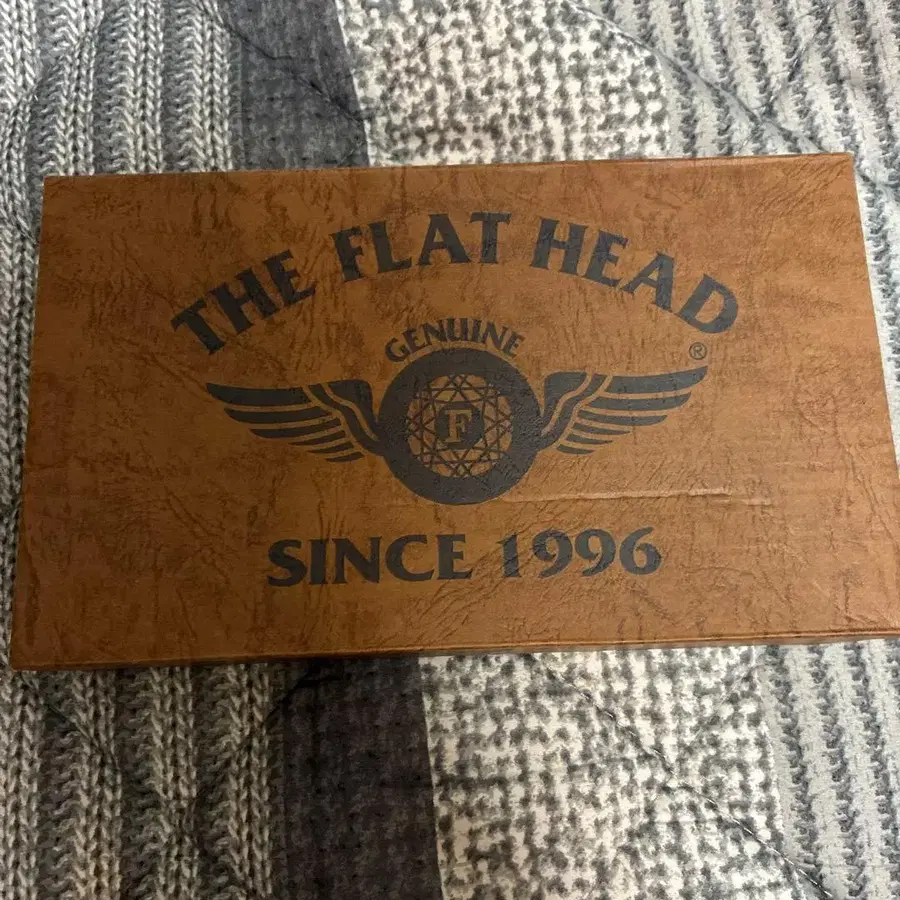 THE FLAT HEAD
GENUINE
®
F
SINCE 1996